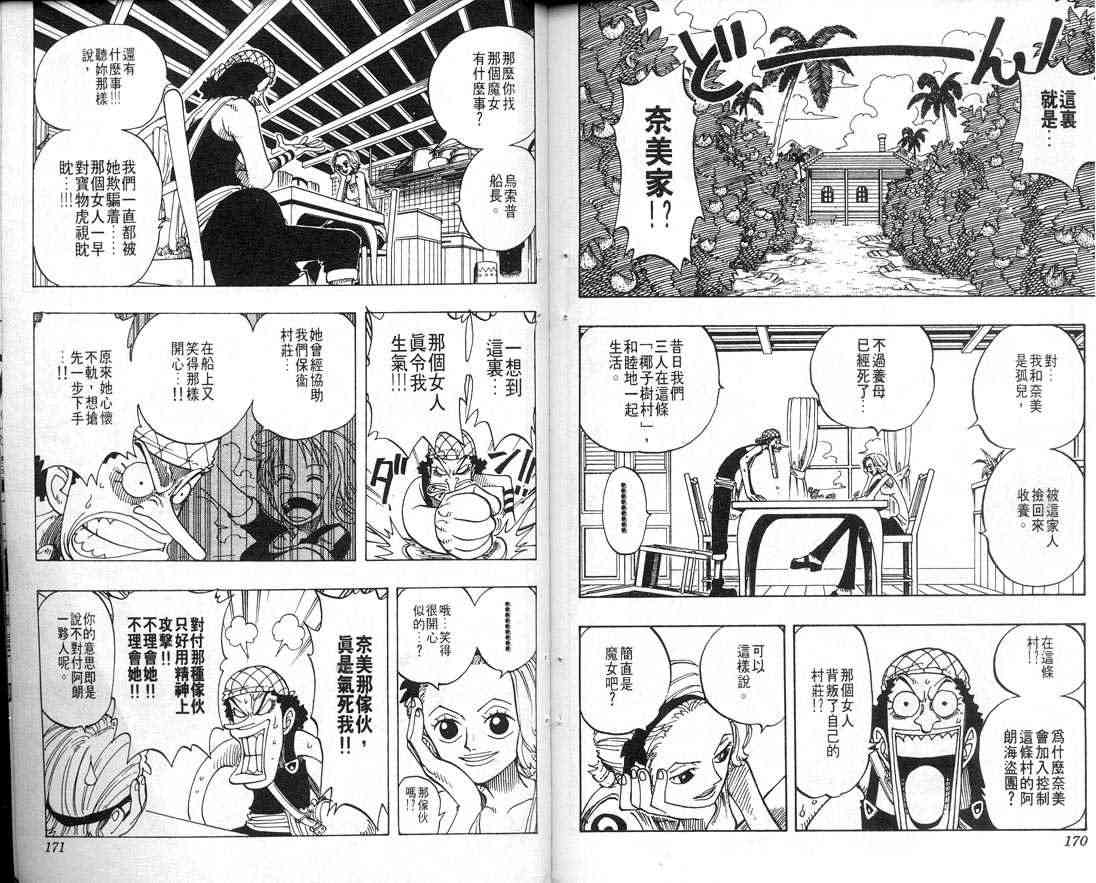 這裏
就是…
どーーん
奈美家
!?
對…
我和奈美
是孤兒，
被這家人
撿回來
收養。
不過養母
已經死了…
昔日我們
三人在這條
「椰子樹村」，
和睦地一起
生活。
………
在這條
村!?
爲什麼奈美
會加入控制
這條村的阿
朗海盜團？
那個女人
背叛了自己的
村莊!?
可以
這樣說。
簡直是
魔女吧？
170
那麼你找
那個魔女
有什麼事？
烏索普
船長。
還有
什麼事!!!
聽妳那樣
說，
我們一直都被
她欺騙着……
那個女人一早
對寶物虎視眈
眈…!!!
一想到
這裏…
那個女人
眞令我
生氣!!!
ダン
她曾經協助
我們保衞
村莊…
在船上又
笑得那樣
開心…!!
原來她心懷
不軌，想搶
先一步下手
…!!
………
哦…笑得
很開心
似的…？
那傢伙
嗎!?
奈美那傢伙，
眞是氣死我!!
對付那種傢伙
只好用精神上
攻擊!!
不理會她!!
不理會她!!
你的意思即是
說不對付阿朗
一夥人呢。
171